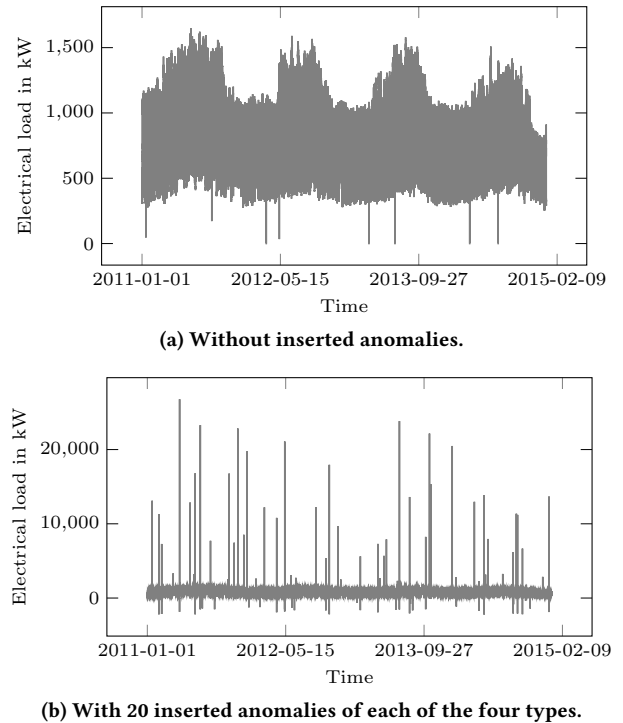 1,500
1,000
500
0
Electrical load in kW
2011-01-01 2012-05-15 2013-09-27 2015-02-09
Time
(a) Without inserted anomalies.
20,000
10,000
0
Electrical load in kW
2011-01-01 2012-05-15 2013-09-27 2015-02-09
Time
(b) With 20 inserted anomalies of each of the four types.